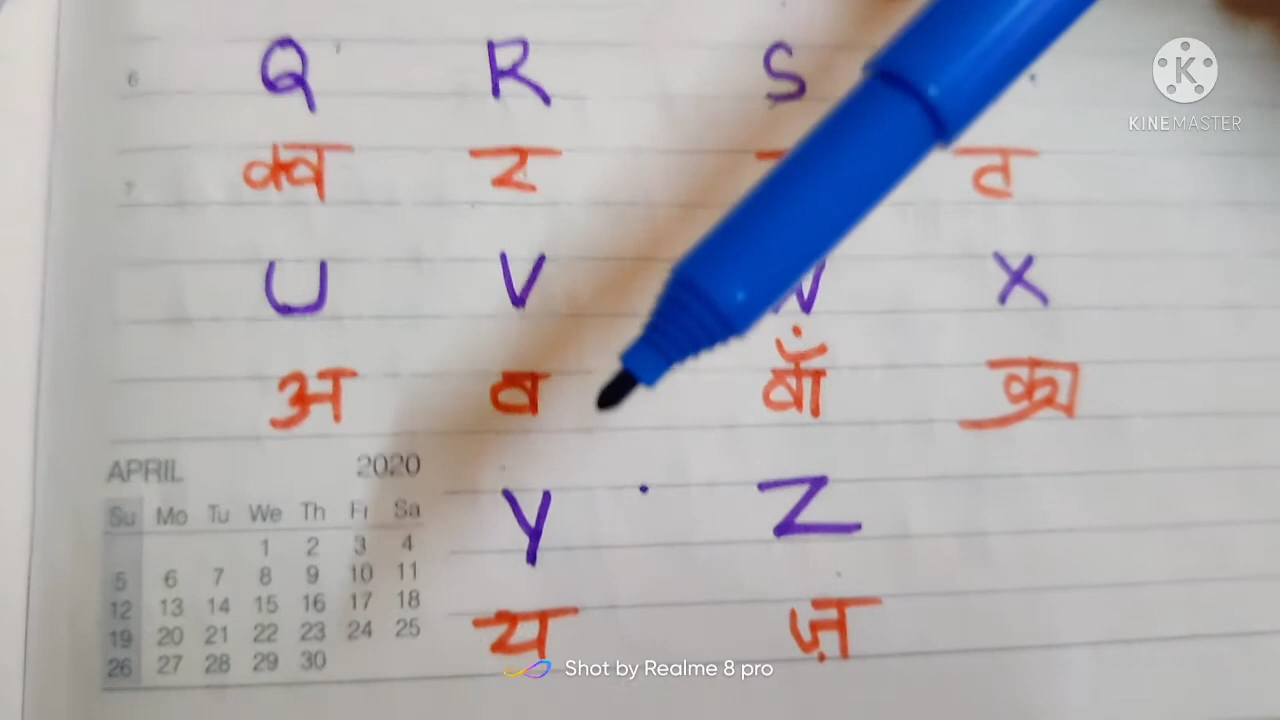 6 Q R S
7 क्व र ट
U V X
अ व वाॅं क्स
APRIL 2020
Su Mo Tu We Th Fr Sa
1 2 3 4
5 6 7 8 9 10 11
12 13 14 15 16 17 18
19 20 21 22 23 24 25
26 27 28 29 30
Y Z
य ज़
K
KINEMASTER
Shot by Realme 8 pro